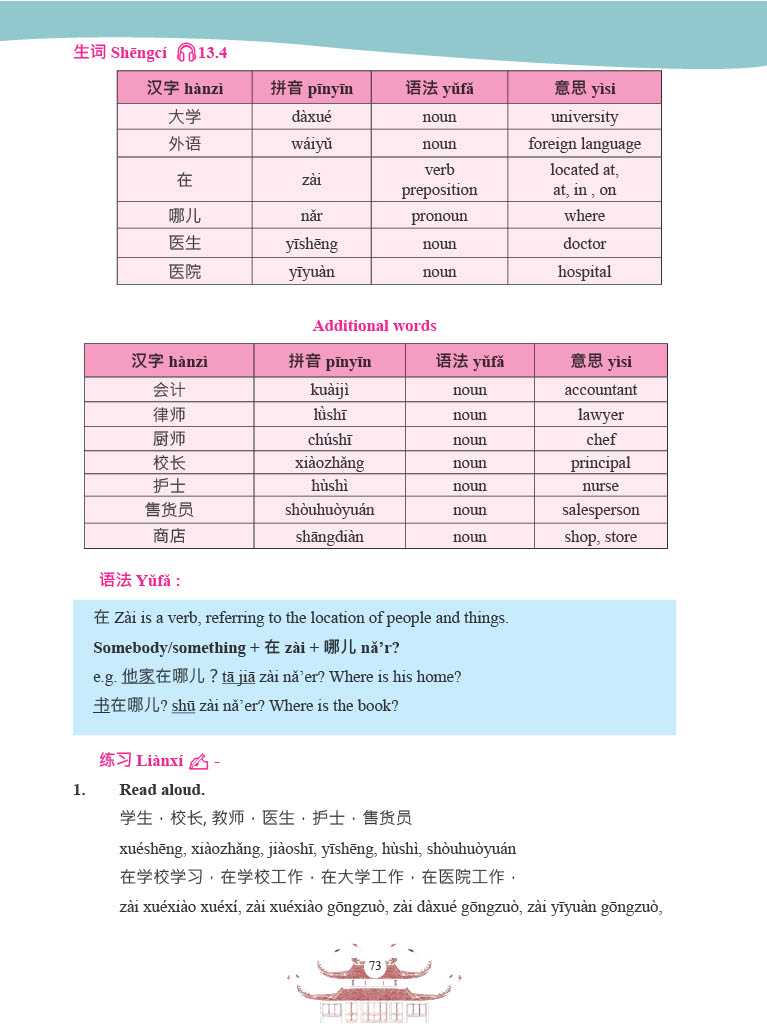 生词 Shēngcí 13.4
汉字 hànzì 拼音 pīnyīn 语法 yǔfǎ 意思 yìsi
大学 dàxué noun university
外语 wáiyǔ noun foreign language
在 zài verb preposition located at, at, in , on
哪儿 nǎr pronoun where
医生 yīshēng noun doctor
医院 yīyuàn noun hospital
Additional words
汉字 hànzì 拼音 pīnyīn 语法 yǔfǎ 意思 yìsi
会计 kuàijì noun accountant
律师 lǜshī noun lawyer
厨师 chúshī noun chef
校长 xiàozhǎng noun principal
护士 hùshì noun nurse
售货员 shòuhuòyuán noun salesperson
商店 shāngdiàn noun shop, store
语法 Yǔfǎ :
在 Zài is a verb, referring to the location of people and things.
Somebody/something + 在 zài + 哪儿 nǎ’r?
e.g. 他家在哪儿？tā jiā zài nǎ’er? Where is his home?
书在哪儿? shū zài nǎ’er? Where is the book?
练习 Liànxí -
1. Read aloud.
学生，校长, 教师，医生，护士，售货员
xuéshēng, xiàozhǎng, jiàoshī, yīshēng, hùshì, shòuhuòyuán
在学校学习，在学校工作，在大学工作，在医院工作，
zài xuéxiào xuéxí, zài xuéxiào gōngzuò, zài dàxué gōngzuò, zài yīyuàn gōngzuò,
73